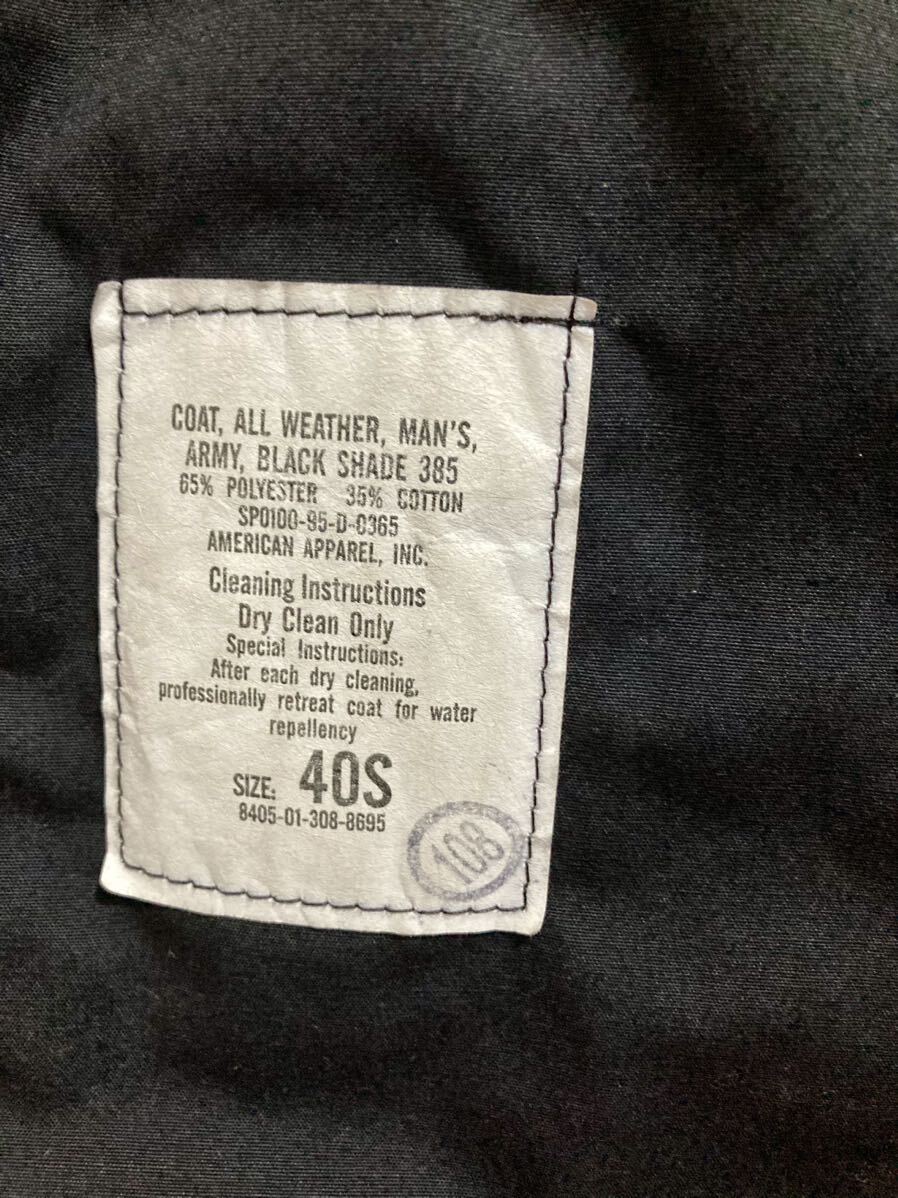 COAT, ALL WEATHER, MAN'S,
ARMY, BLACK SHADE 385
65% POLYESTER 35% COTTON
SPO100-95-D-0365
AMERICAN APPAREL, INC.
Cleaning Instructions
Dry Clean Only
Special Instructions:
After each dry cleaning,
professionally retreat coat for water
repellency
SIZE: 40S
8405-01-308-8695
108